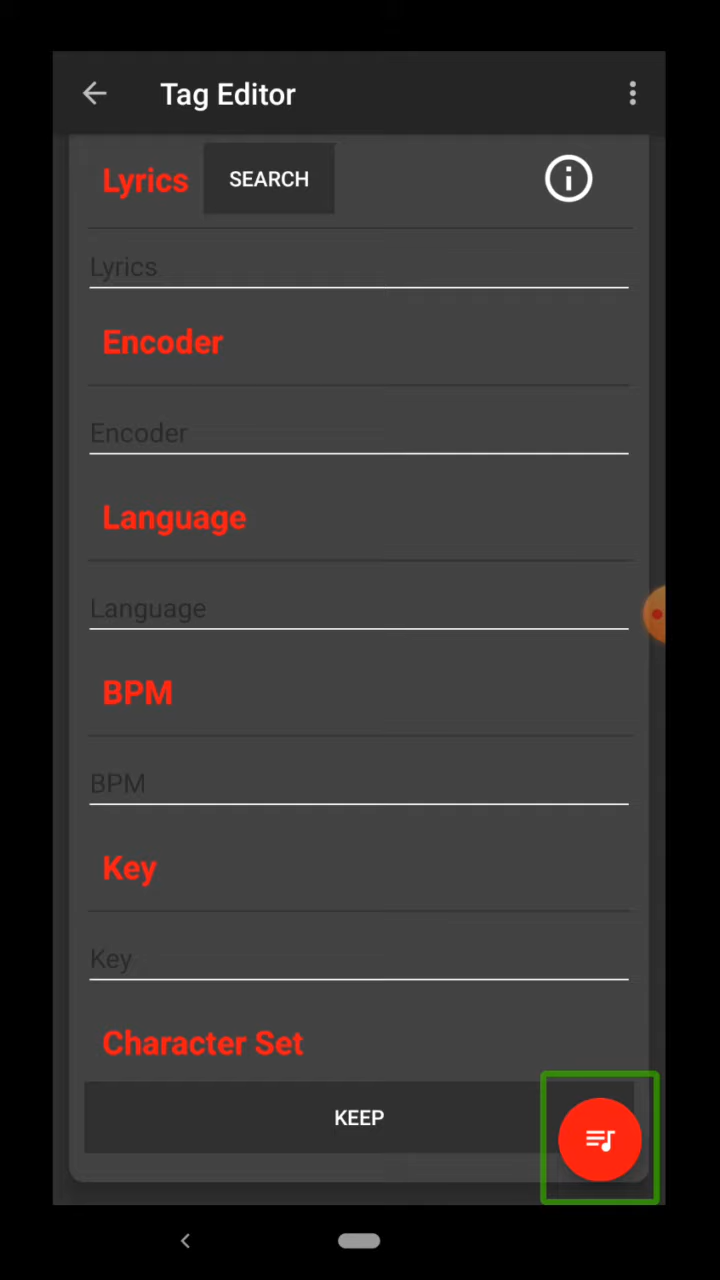 Tag Editor
Lyrics SEARCH
Lyrics
Encoder
Encoder
Language
Language
BPM
BPM
Key
Key
Character Set
KEEP